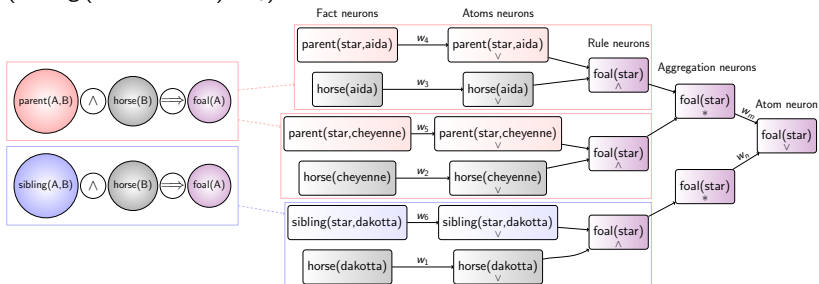 Fact neurons
Atoms neurons
parent(star,aida)
w₄
parent(star,aida)
∨
Rule neurons
horse(aida)
w₃
horse(aida)
∨
foal(star)
∧
Aggregation neurons
parent(A,B)
∧
horse(B)
⟹
foal(A)
parent(star,cheyenne)
w₅
parent(star,cheyenne)
∨
horse(cheyenne)
w₂
horse(cheyenne)
∨
foal(star)
∧
foal(star)
*
wₘ
Atom neuron
foal(star)
∨
sibling(A,B)
∧
horse(B)
⟹
foal(A)
sibling(star,dakotta)
w₆
sibling(star,dakotta)
∨
horse(dakotta)
w₁
horse(dakotta)
∨
foal(star)
∧
foal(star)
*
wₙ